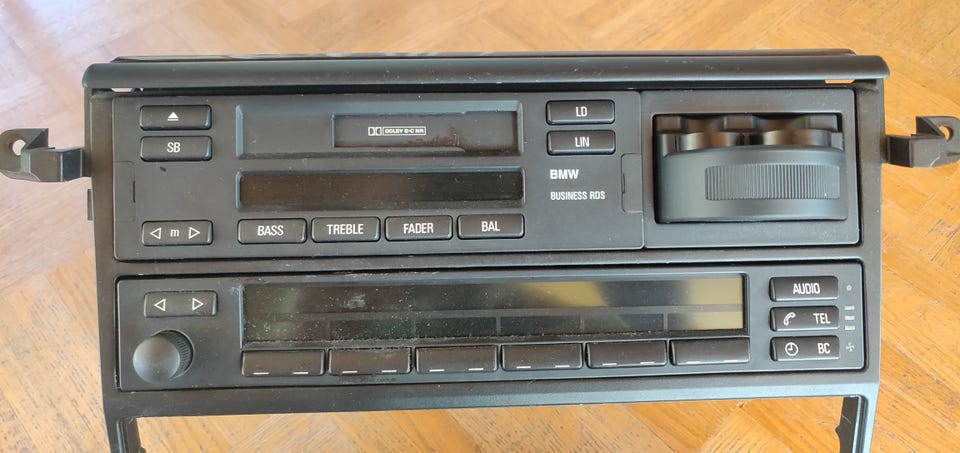 LD
DOLBY B-C NR
SB
LIN
BMW
BUSINESS RDS
m
BASS
TREBLE
FADER
BAL
AUDIO
TEL
BC